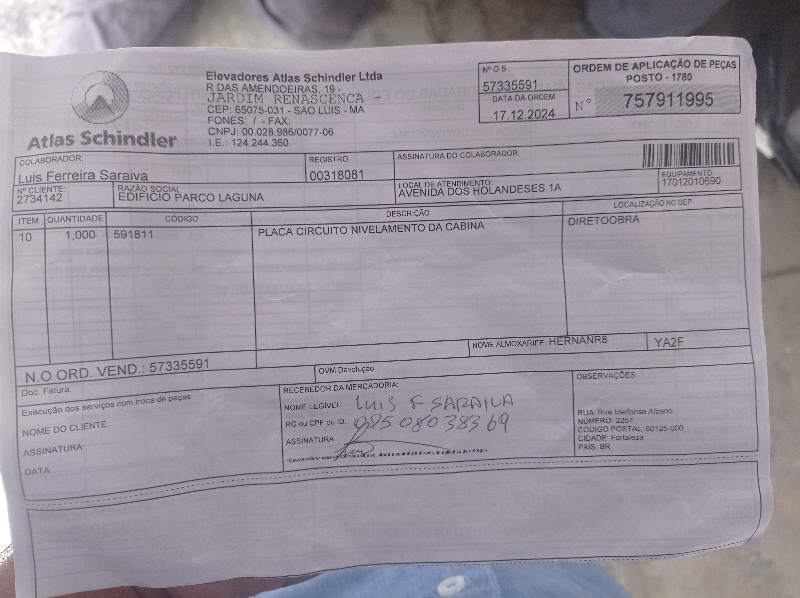 Atlas Schindler
Elevadores Atlas Schindler Ltda
R DAS AMENDOEIRAS, 19 -
JARDIM RENASCENCA -
CEP: 65075-031 - SAO LUIS - MA
FONES: / - FAX:
CNPJ: 00.028.986/0077-06
I.E.: 124.244.360.
Nº O.S.
57335591
DATA DA ORDEM
17.12.2024
ORDEM DE APLICAÇÃO DE PEÇAS
POSTO - 1780
N° 757911995
COLABORADOR:
Luis Ferreira Saraiva
REGISTRO
00318081
ASSINATURA DO COLABORADOR:
Nº CLIENTE:
2734142
RAZÃO SOCIAL
EDIFICIO PARCO LAGUNA
LOCAL DE ATENDIMENTO:
AVENIDA DOS HOLANDESES 1A
EQUIPAMENTO
17012010690
ITEM QUANTIDADE CÓDIGO DESCRIÇÃO LOCALIZAÇÃO NO DEP
10 1,000 591811 PLACA CIRCUITO NIVELAMENTO DA CABINA DIRETOOBRA
NOME ALMOXARIFE HERNANR8 YA2F
N.O ORD. VEND.: 57335591
OVM Devolução
Doc. Fatura:
Execução dos serviços com troca de peças
NOME DO CLIENTE:
ASSINATURA:
DATA:
RECEBEDOR DA MERCADORIA:
NOME LEGÍVEL: LUIS F SARAIVA
RG ou CPF ou ID: 98508038369
ASSINATURA
OBSERVAÇÕES:
RUA: Rua Ildefonso Albano
NÚMERO: 2257
CÓDIGO POSTAL: 60125-000
CIDADE: Fortaleza
PAÍS: BR